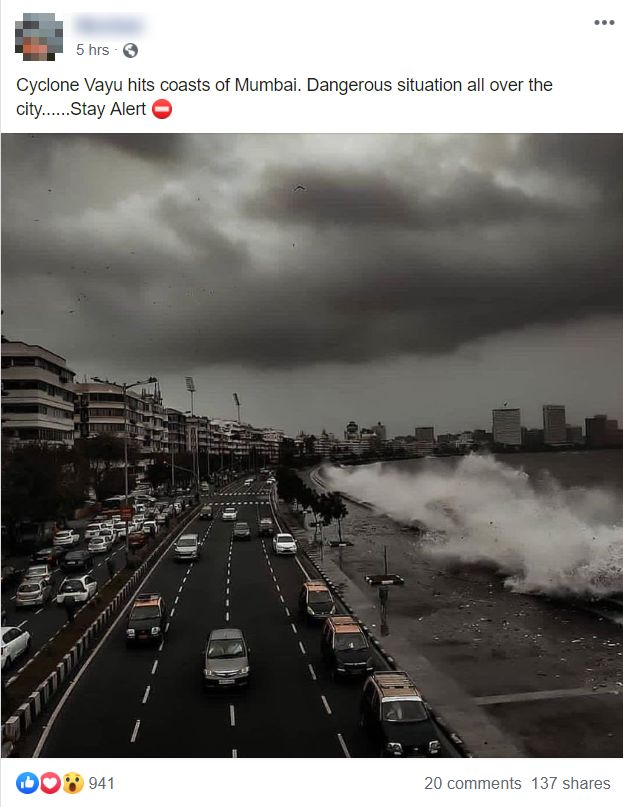 5 hrs ·
Cyclone Vayu hits coasts of Mumbai. Dangerous situation all over the
city......Stay Alert ⛔
941 20 comments 137 shares